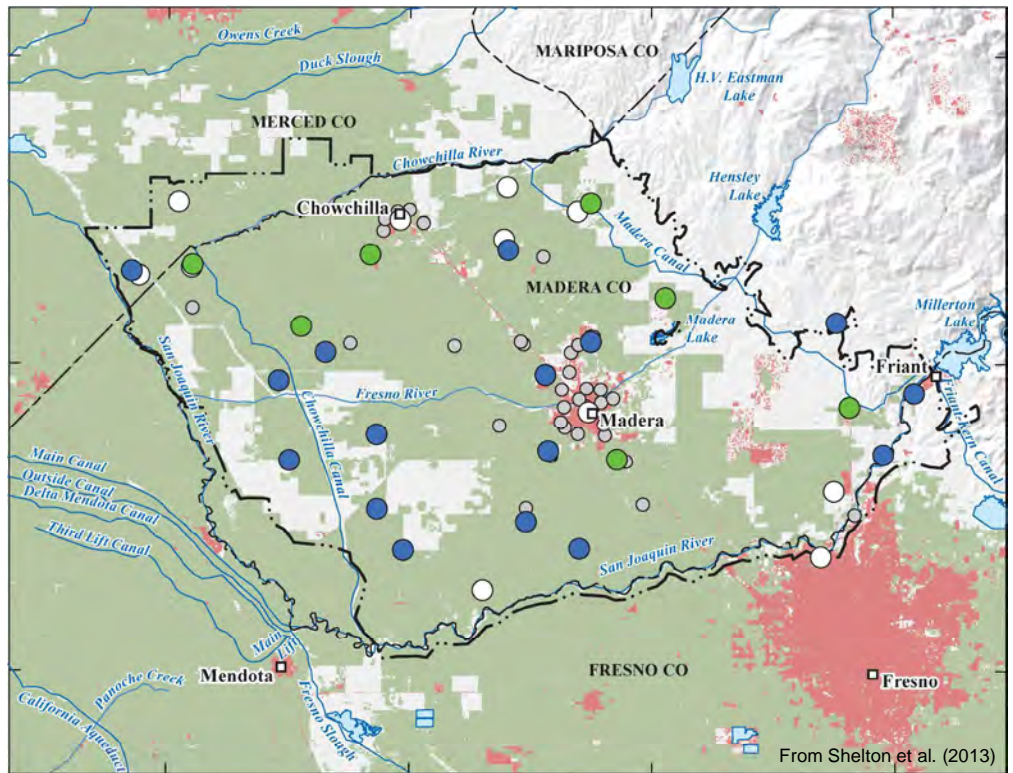 Owens Creek
Duck Slough
MARIPOSA CO
H.V. Eastman
Lake
MERCED CO
Chowchilla River
Hensley
Lake
Chowchilla
Madera Canal
MADERA CO
Millerton
Lake
Madera
Lake
San Joaquin River
Friant
Fresno River
Chowchilla Canal
Madera
Friant-Kern Canal
Main Canal
Outside Canal
Delta Mendota Canal
Third Lift Canal
San Joaquin River
Main
Lift
Mendota
FRESNO CO
Fresno
Panoche Creek
California Aqueduct
Fresno Slough
From Shelton et al. (2013)